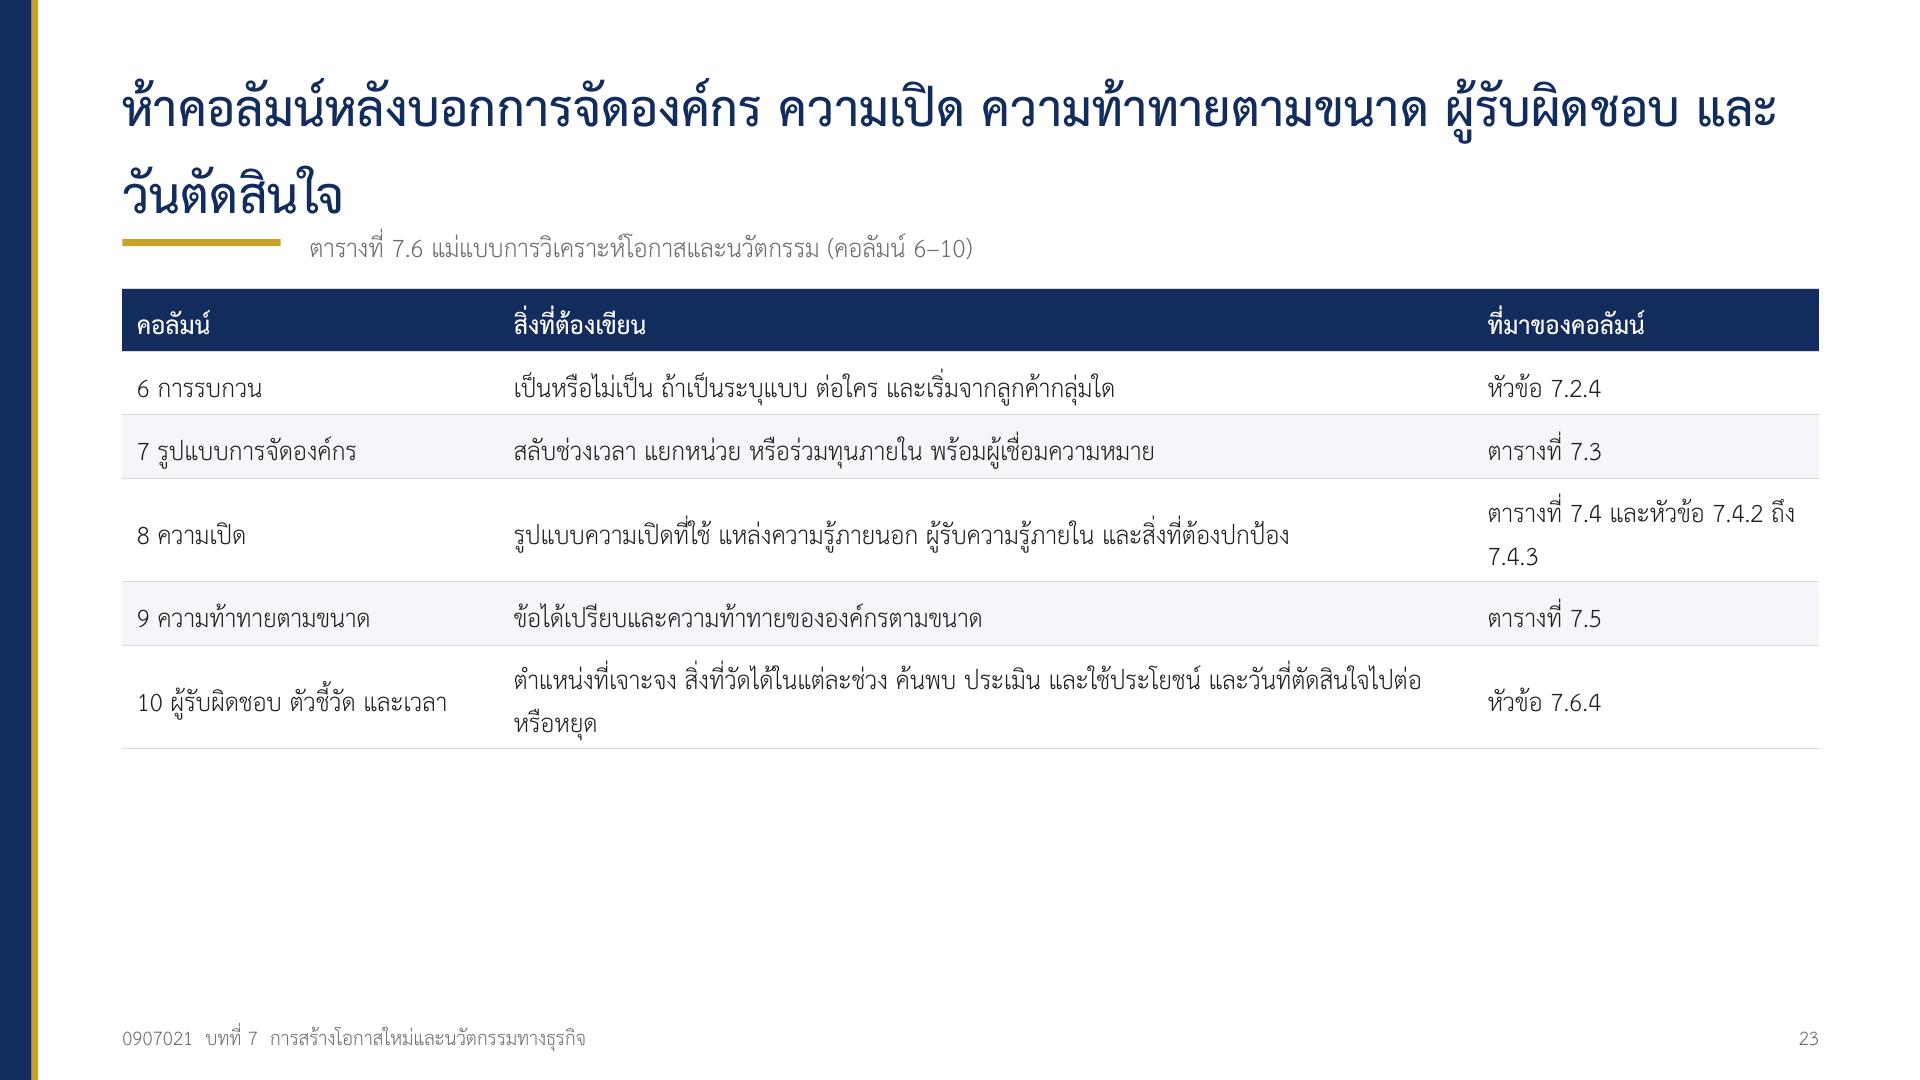 ห้าคอลัมน์หลังบอกการจัดองค์กร ความเปิด ความท้าทายตามขนาด ผู้รับผิดชอบ และ
วันตัดสินใจ
ตารางที่ 7.6 แม่แบบการวิเคราะห์โอกาสและนวัตกรรม (คอลัมน์ 6–10)
คอลัมน์ สิ่งที่ต้องเขียน ที่มาของคอลัมน์
6 การรบกวน เป็นหรือไม่เป็น ถ้าเป็นระบุแบบ ต่อใคร และเริ่มจากลูกค้ากลุ่มใด หัวข้อ 7.2.4
7 รูปแบบการจัดองค์กร สลับช่วงเวลา แยกหน่วย หรือร่วมทุนภายใน พร้อมผู้เชื่อมความหมาย ตารางที่ 7.3
8 ความเปิด รูปแบบความเปิดที่ใช้ แหล่งความรู้ภายนอก ผู้รับความรู้ภายใน และสิ่งที่ต้องปกป้อง ตารางที่ 7.4 และหัวข้อ 7.4.2 ถึง
7.4.3
9 ความท้าทายตามขนาด ข้อได้เปรียบและความท้าทายขององค์กรตามขนาด ตารางที่ 7.5
10 ผู้รับผิดชอบ ตัวชี้วัด และเวลา ตำแหน่งที่เจาะจง สิ่งที่วัดได้ในแต่ละช่วง ค้นพบ ประเมิน และใช้ประโยชน์ และวันที่ตัดสินใจไปต่อ
หรือหยุด หัวข้อ 7.6.4
0907021 บทที่ 7 การสร้างโอกาสใหม่และนวัตกรรมทางธุรกิจ 23